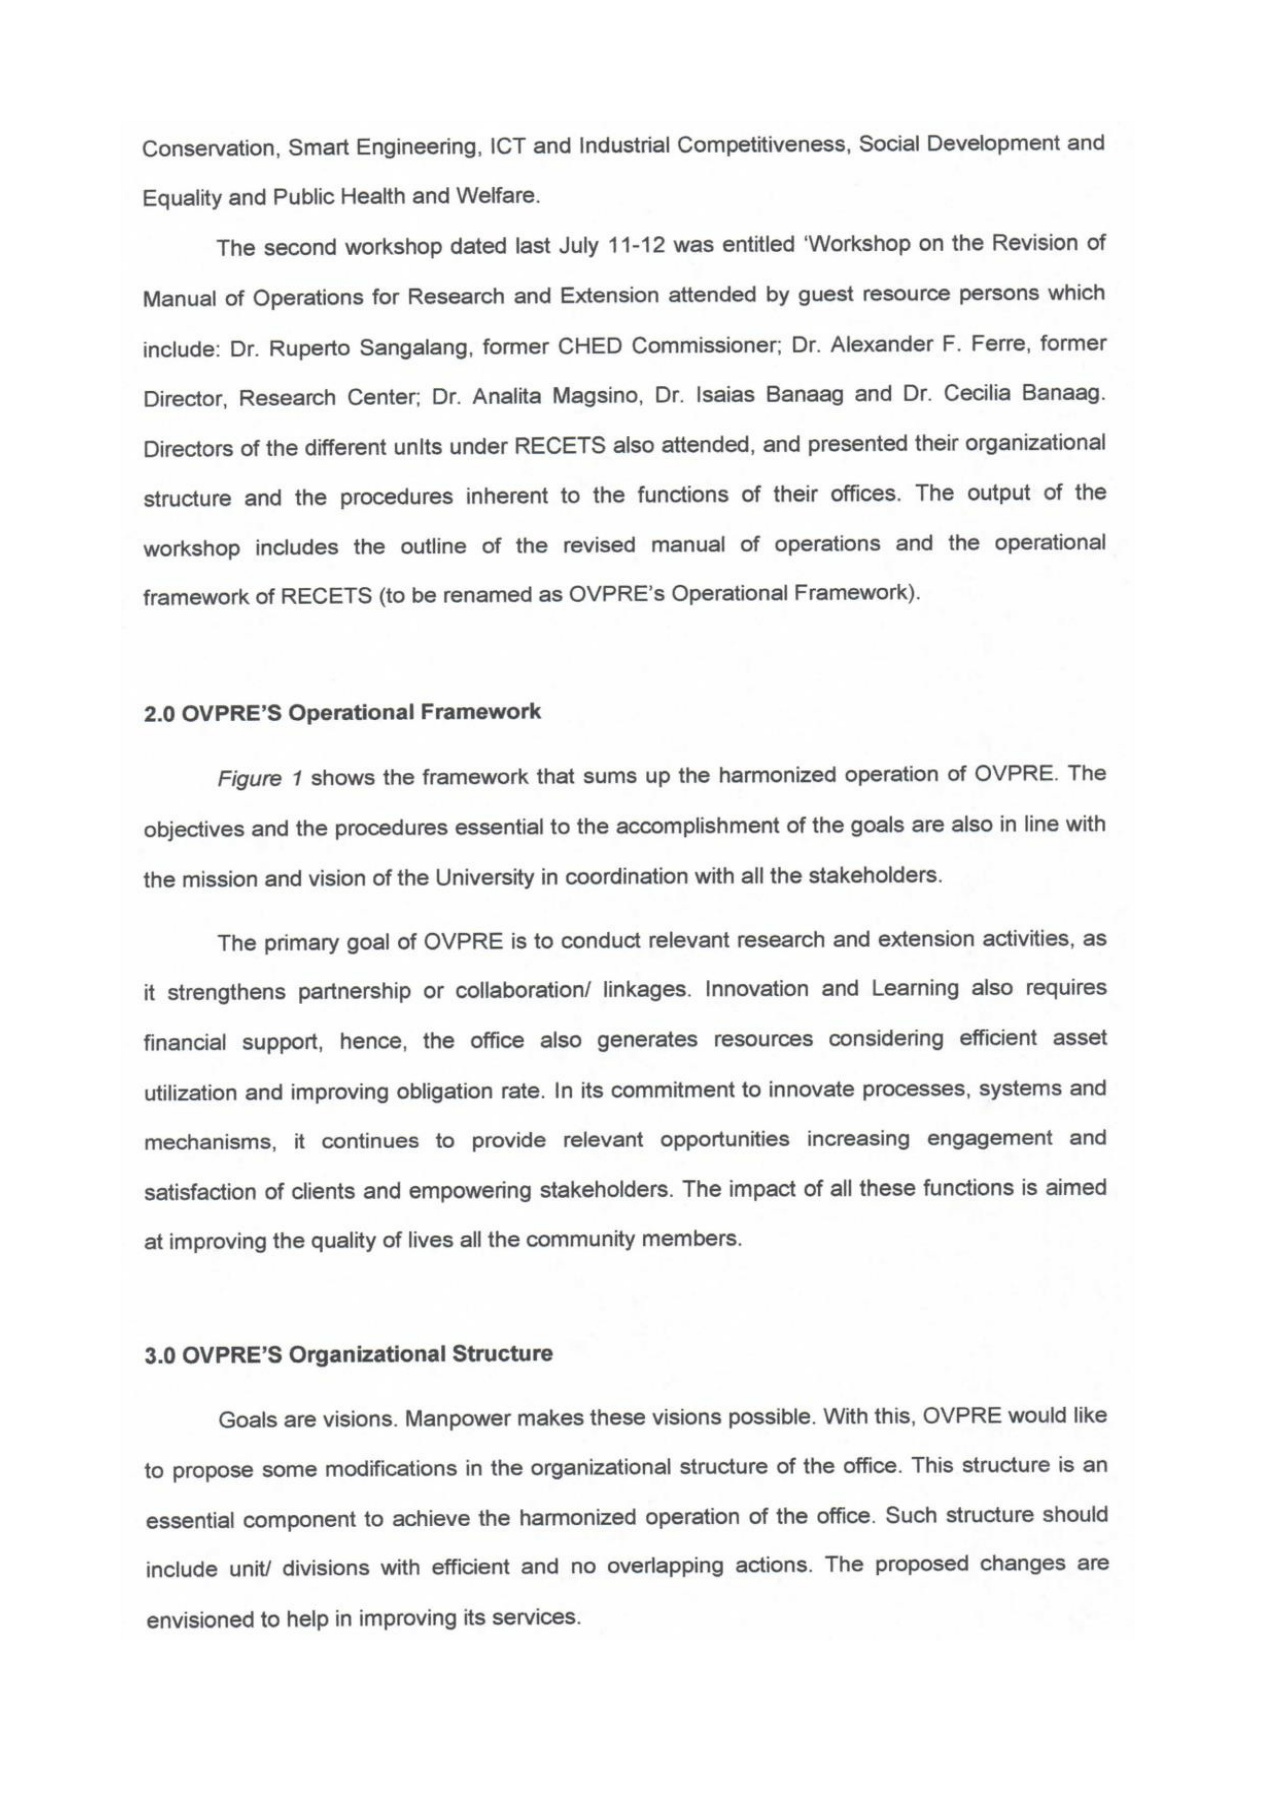 Conservation, Smart Engineering, ICT and Industrial Competitiveness, Social Development and
Equality and Public Health and Welfare.
The second workshop dated last July 11-12 was entitled ‘Workshop on the Revision of
Manual of Operations for Research and Extension attended by guest resource persons which
include: Dr. Ruperto Sangalang, former CHED Commissioner; Dr. Alexander F. Ferre, former
Director, Research Center; Dr. Analita Magsino, Dr. Isaias Banaag and Dr. Cecilia Banaag.
Directors of the different units under RECETS also attended, and presented their organizational
structure and the procedures inherent to the functions of their offices. The output of the
workshop includes the outline of the revised manual of operations and the operational
framework of RECETS (to be renamed as OVPRE's Operational Framework).
2.0 OVPRE'S Operational Framework
Figure 1 shows the framework that sums up the harmonized operation of OVPRE. The
objectives and the procedures essential to the accomplishment of the goals are also in line with
the mission and vision of the University in coordination with all the stakeholders.
The primary goal of OVPRE is to conduct relevant research and extension activities, as
it strengthens partnership or collaboration/ linkages. Innovation and Learning also requires
financial support, hence, the office also generates resources considering efficient asset
utilization and improving obligation rate. In its commitment to innovate processes, systems and
mechanisms, it continues to provide relevant opportunities increasing engagement and
satisfaction of clients and empowering stakeholders. The impact of all these functions is aimed
at improving the quality of lives all the community members.
3.0 OVPRE'S Organizational Structure
Goals are visions. Manpower makes these visions possible. With this, OVPRE would like
to propose some modifications in the organizational structure of the office. This structure is an
essential component to achieve the harmonized operation of the office. Such structure should
include unit/ divisions with efficient and no overlapping actions. The proposed changes are
envisioned to help in improving its services.